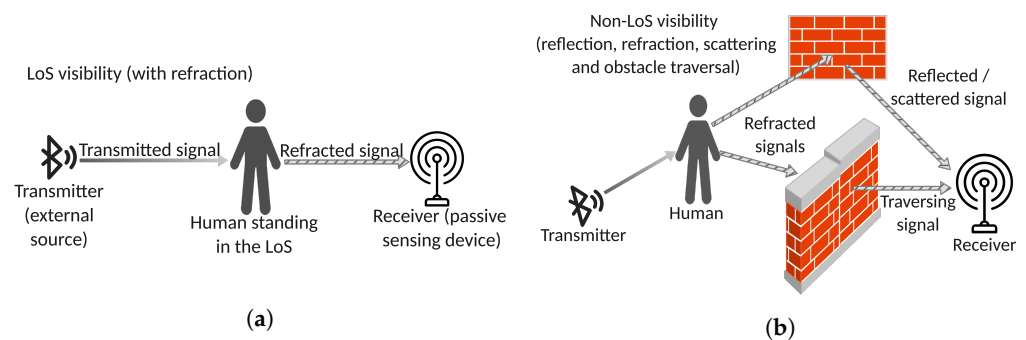 LoS visibility (with refraction)
Transmitted signal
Refracted signal
Transmitter
(external
source)
Human standing
in the LoS
Receiver (passive
sensing device)
(a)
Non-LoS visibility
(reflection, refraction, scattering
and obstacle traversal)
Reflected /
scattered signal
Refracted
signals
Transmitter
Human
Traversing
signal
Receiver
(b)